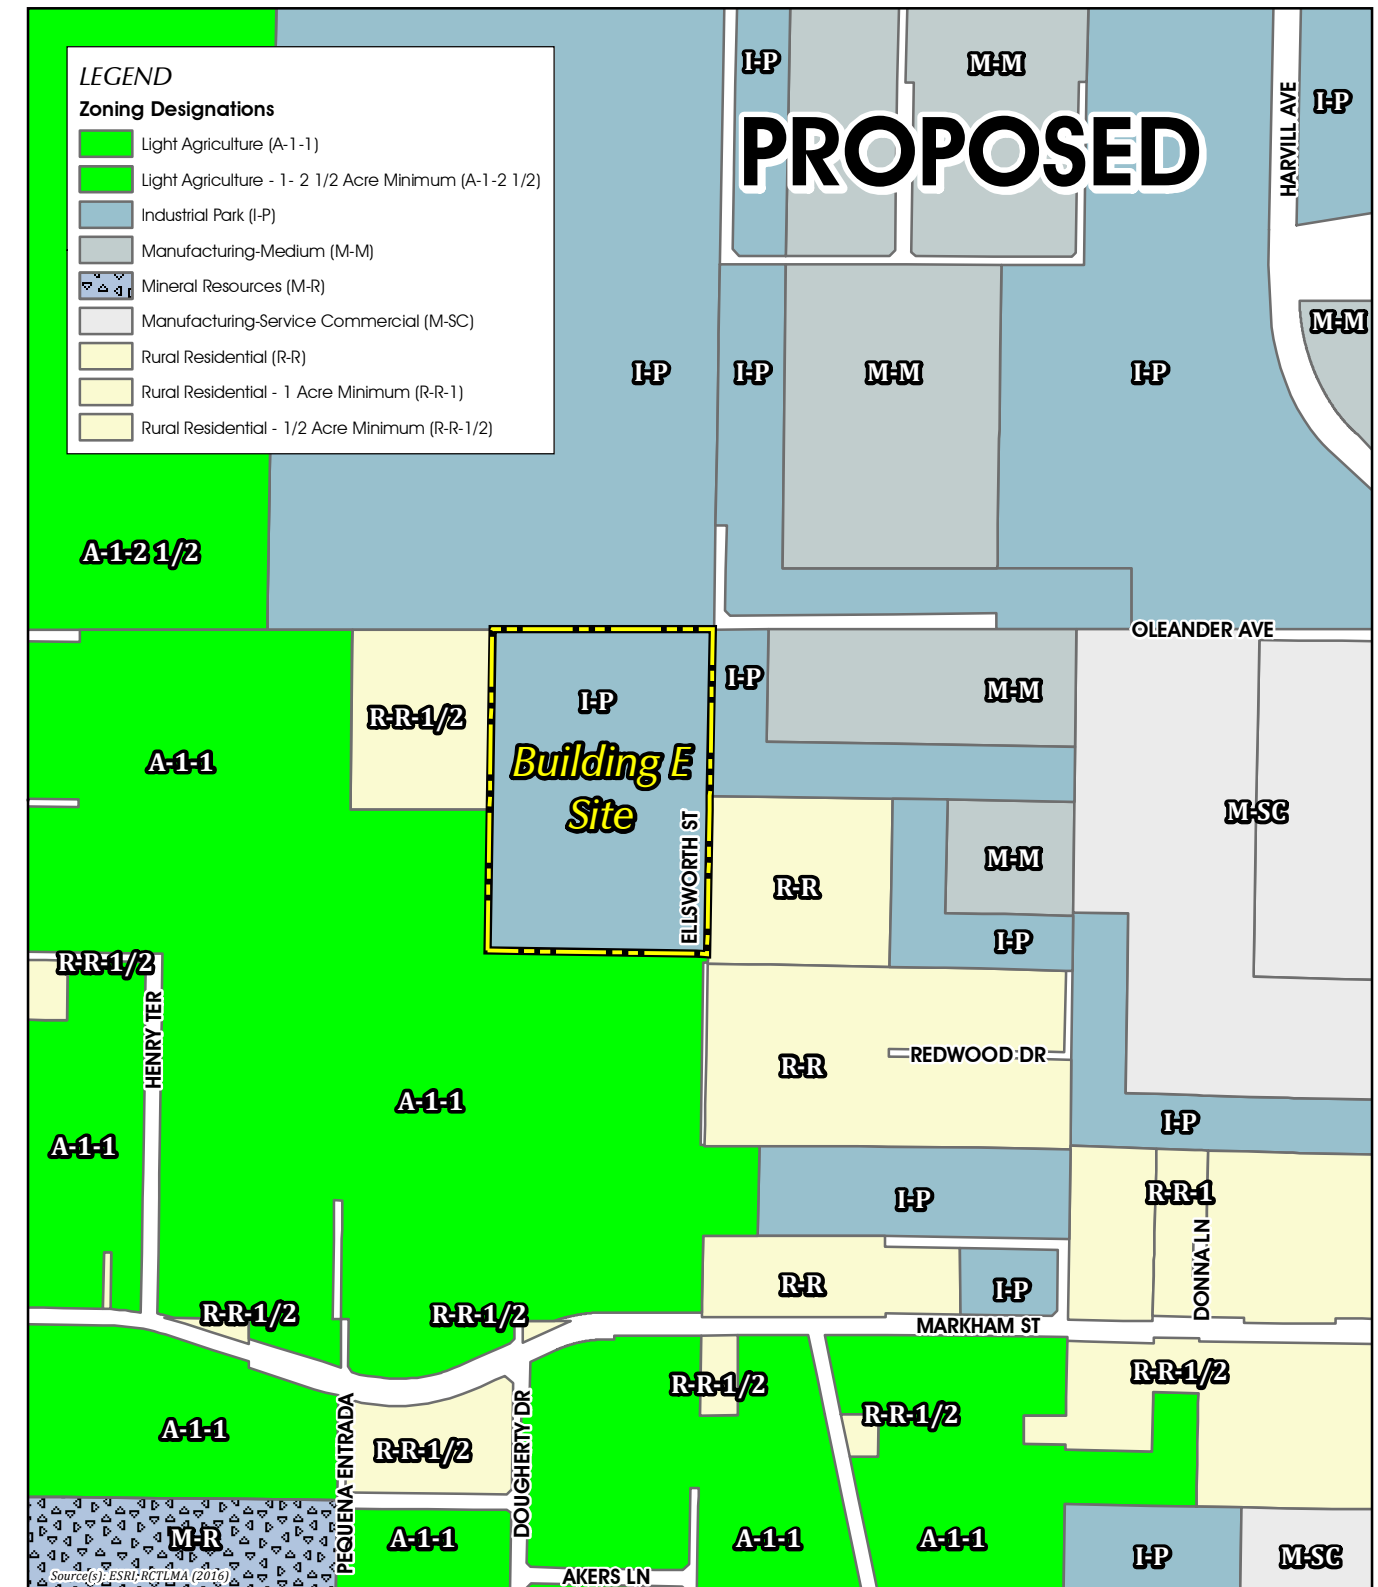 LEGEND
Zoning Designations
Light Agriculture (A-1-1)
Light Agriculture - 1- 2 1/2 Acre Minimum (A-1-2 1/2)
Industrial Park (I-P)
Manufacturing-Medium (M-M)
Mineral Resources (M-R)
Manufacturing-Service Commercial (M-SC)
Rural Residential (R-R)
Rural Residential - 1 Acre Minimum (R-R-1)
Rural Residential - 1/2 Acre Minimum (R-R-1/2)
I-P
M-M
I-P
HARVILL AVE
PROPOSED
M-M
I-P
I-P
M-M
I-P
A-1-2 1/2
OLEANDER AVE
I-P
M-M
I-P
R-R-1/2
A-1-1
Building E
Site
ELLSWORTH ST
M-SC
M-M
R-R
I-P
R-R-1/2
HENRY TER
REDWOOD DR
R-R
A-1-1
I-P
A-1-1
R-R-1
I-P
DONNA LN
R-R
I-P
R-R-1/2
R-R-1/2
MARKHAM ST
R-R-1/2
R-R-1/2
R-R-1/2
A-1-1
R-R-1/2
PEQUENA ENTRADA
DOUGHERTY DR
M-R
A-1-1
A-1-1
A-1-1
I-P
M-SC
Source(s): ESRI, RCTLMA (2016)
AKERS LN